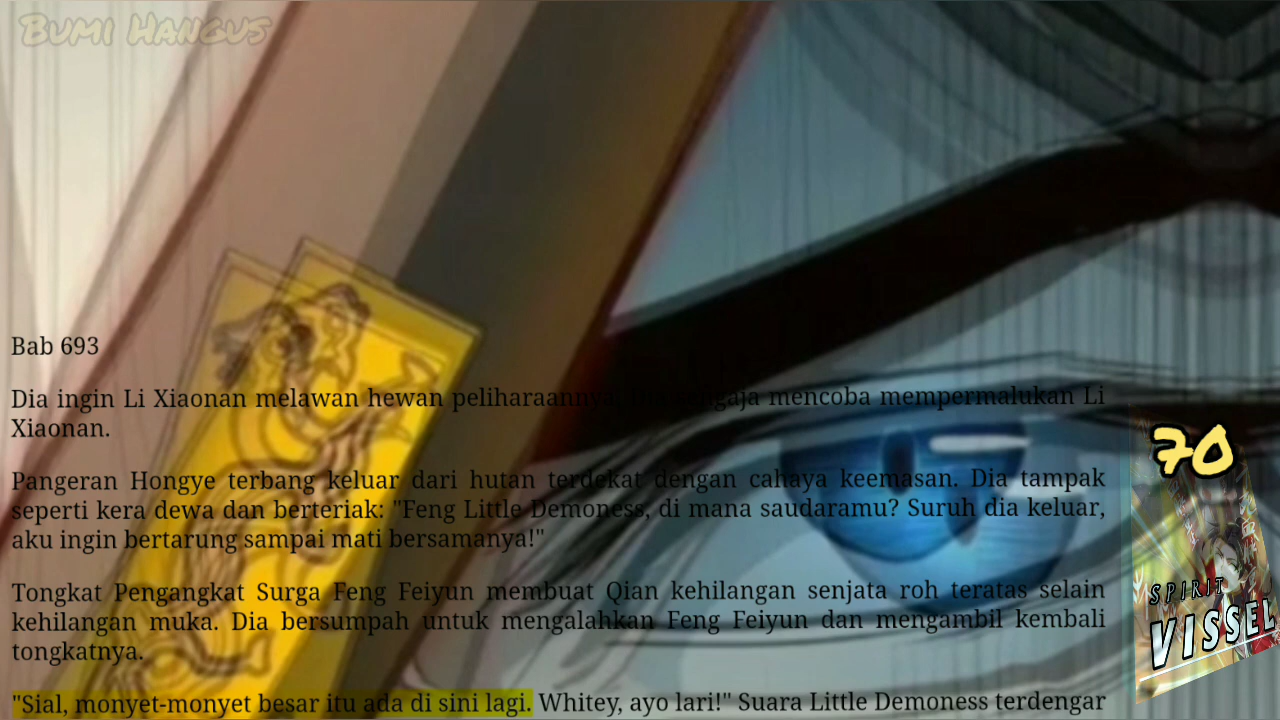 Bumi Hangus
Bab 693
Dia ingin Li Xiaonan melawan hewan peliharaannya, mencoba mempermalukan Li
Xiaonan.
Pangeran Hongye terbang keluar dari hutan terdekat dengan cahaya keemasan. Dia tampak
seperti kera dewa dan berteriak: "Feng Little Demoness, di mana saudaramu? Suruh dia keluar,
aku ingin bertarung sampai mati bersamanya!"
Tongkat Pengangkat Surga Feng Feiyun membuat Qian kehilangan senjata roh teratas selain
kehilangan muka. Dia bersumpah untuk mengalahkan Feng Feiyun dan mengambil kembali
tongkatnya.
"Sial, monyet-monyet besar itu ada di sini lagi. Whitey, ayo lari!" Suara Little Demoness terdengar
70
SPIRIT
VISSEL